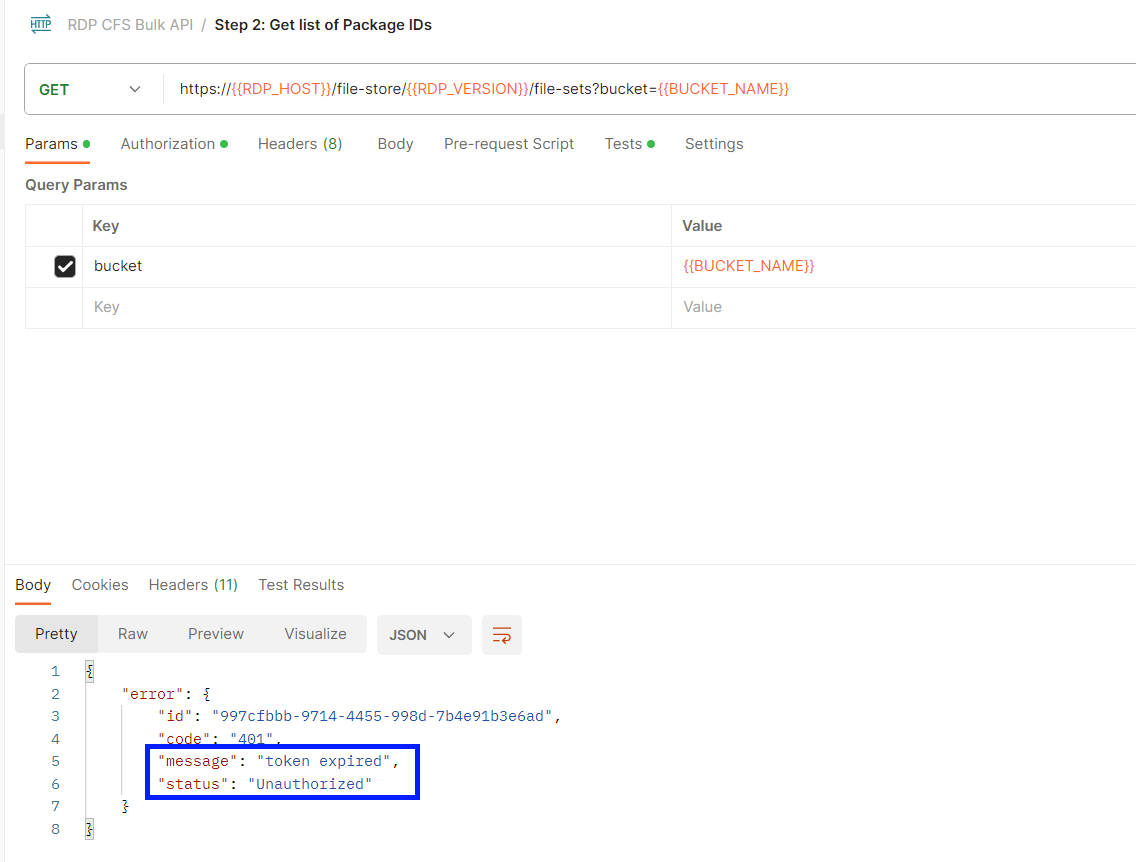 HTTP RDP CFS Bulk API / Step 2: Get list of Package IDs
GET https://{{RDP_HOST}}/file-store/{{RDP_VERSION}}/file-sets?bucket={{BUCKET_NAME}}
Params Authorization Headers (8) Body Pre-request Script Tests Settings
Query Params
Key Value
bucket {{BUCKET_NAME}}
Key Value
Body Cookies Headers (11) Test Results
Pretty Raw Preview Visualize JSON
1 {
2 "error": {
3 "id": "997cfbbb-9714-4455-998d-7b4e91b3e6ad",
4 "code": "401",
5 "message": "token expired",
6 "status": "Unauthorized"
7 }
8 }